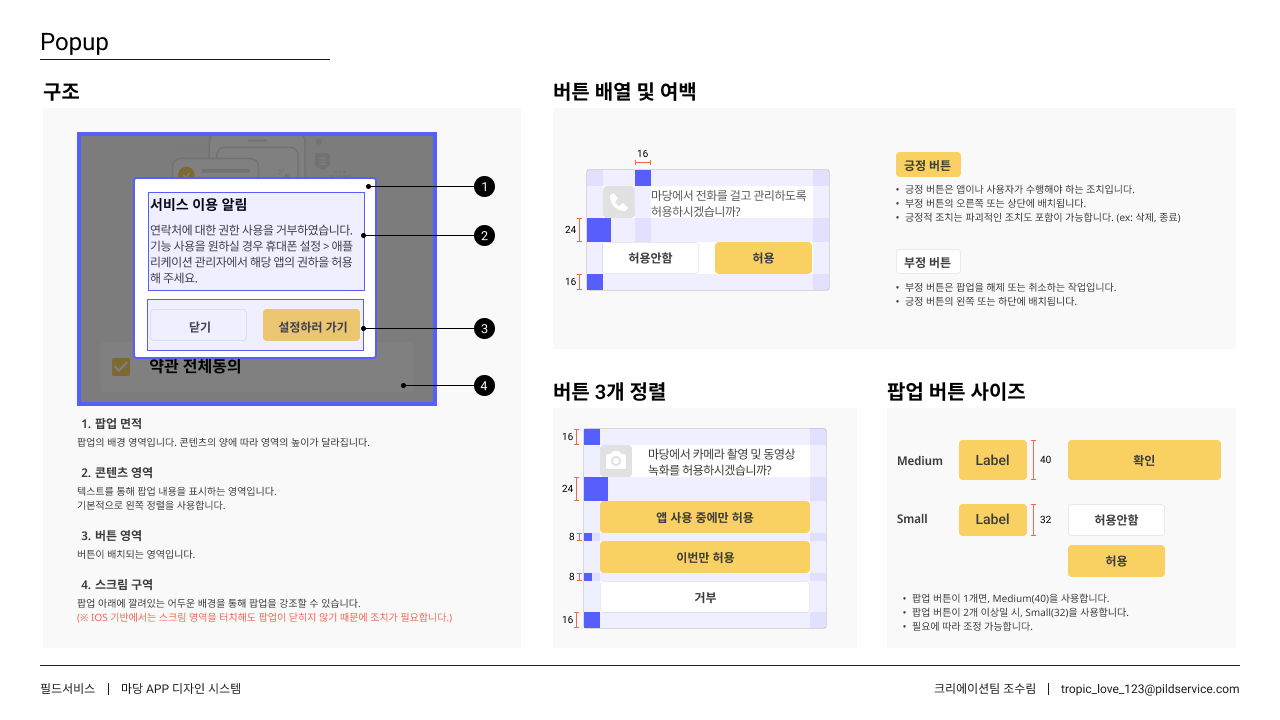 Popup
구조
서비스 이용 알림
연락처에 대한 권한 사용을 거부하였습니다.
기능 사용을 원하실 경우 휴대폰 설정 > 애플
리케이션 관리자에서 해당 앱의 권하을 허용
해 주세요.
닫기
설정하러 가기
약관 전체동의
1
2
3
4
1. 팝업 면적
팝업의 배경 영역입니다. 콘텐츠의 양에 따라 영역의 높이가 달라집니다.
2. 콘텐츠 영역
텍스트를 통해 팝업 내용을 표시하는 영역입니다.
기본적으로 왼쪽 정렬을 사용합니다.
3. 버튼 영역
버튼이 배치되는 영역입니다.
4. 스크림 구역
팝업 아래에 깔려있는 어두운 배경을 통해 팝업을 강조할 수 있습니다.
(※ IOS 기반에서는 스크림 영역을 터치해도 팝업이 닫히지 않기 때문에 조치가 필요합니다.)
버튼 배열 및 여백
16
마당에서 전화를 걸고 관리하도록
허용하시겠습니까?
24
허용안함
허용
16
긍정 버튼
• 긍정 버튼은 앱이나 사용자가 수행해야 하는 조치입니다.
• 부정 버튼의 오른쪽 또는 상단에 배치됩니다.
• 긍정적 조치는 파괴적인 조치도 포함이 가능합니다. (ex: 삭제, 종료)
부정 버튼
• 부정 버튼은 팝업을 해제 또는 취소하는 작업입니다.
• 긍정 버튼의 왼쪽 또는 하단에 배치됩니다.
버튼 3개 정렬
16
마당에서 카메라 촬영 및 동영상
녹화를 허용하시겠습니까?
24
앱 사용 중에만 허용
8
이번만 허용
8
거부
16
팝업 버튼 사이즈
Medium
Label
40
확인
Small
Label
32
허용안함
허용
• 팝업 버튼이 1개면, Medium(40)을 사용합니다.
• 팝업 버튼이 2개 이상일 시, Small(32)을 사용합니다.
• 필요에 따라 조정 가능합니다.
필드서비스 | 마당 APP 디자인 시스템
크리에이션팀 조수림 | tropic_love_123@pildservice.com